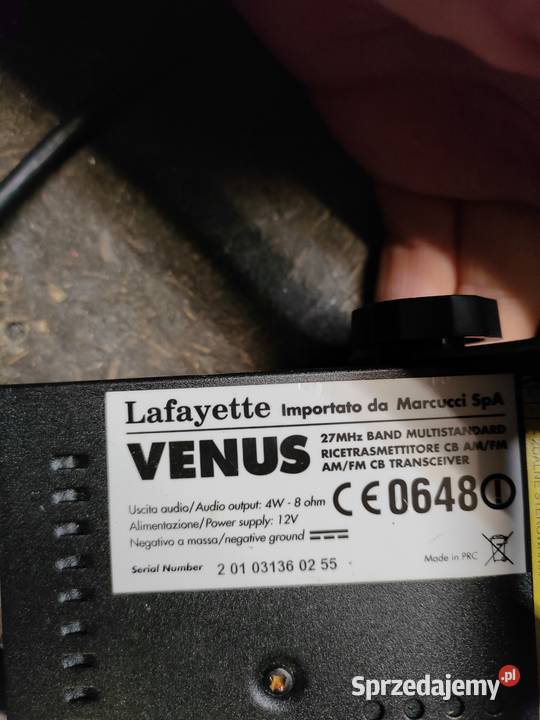 Lafayette Importato da Marcucci SpA
VENUS
27MHz BAND MULTISTANDARD
RICETRASMETTITORE CB AM/FM
AM/FM CB TRANSCEIVER
Uscita audio/Audio output: 4W - 8 ohm
Alimentazione/Power supply: 12V
Negativo a massa/negative ground
CE0648
Serial Number 2 01 03136 02 55
Made in PRC
Sprzedajemy.pl